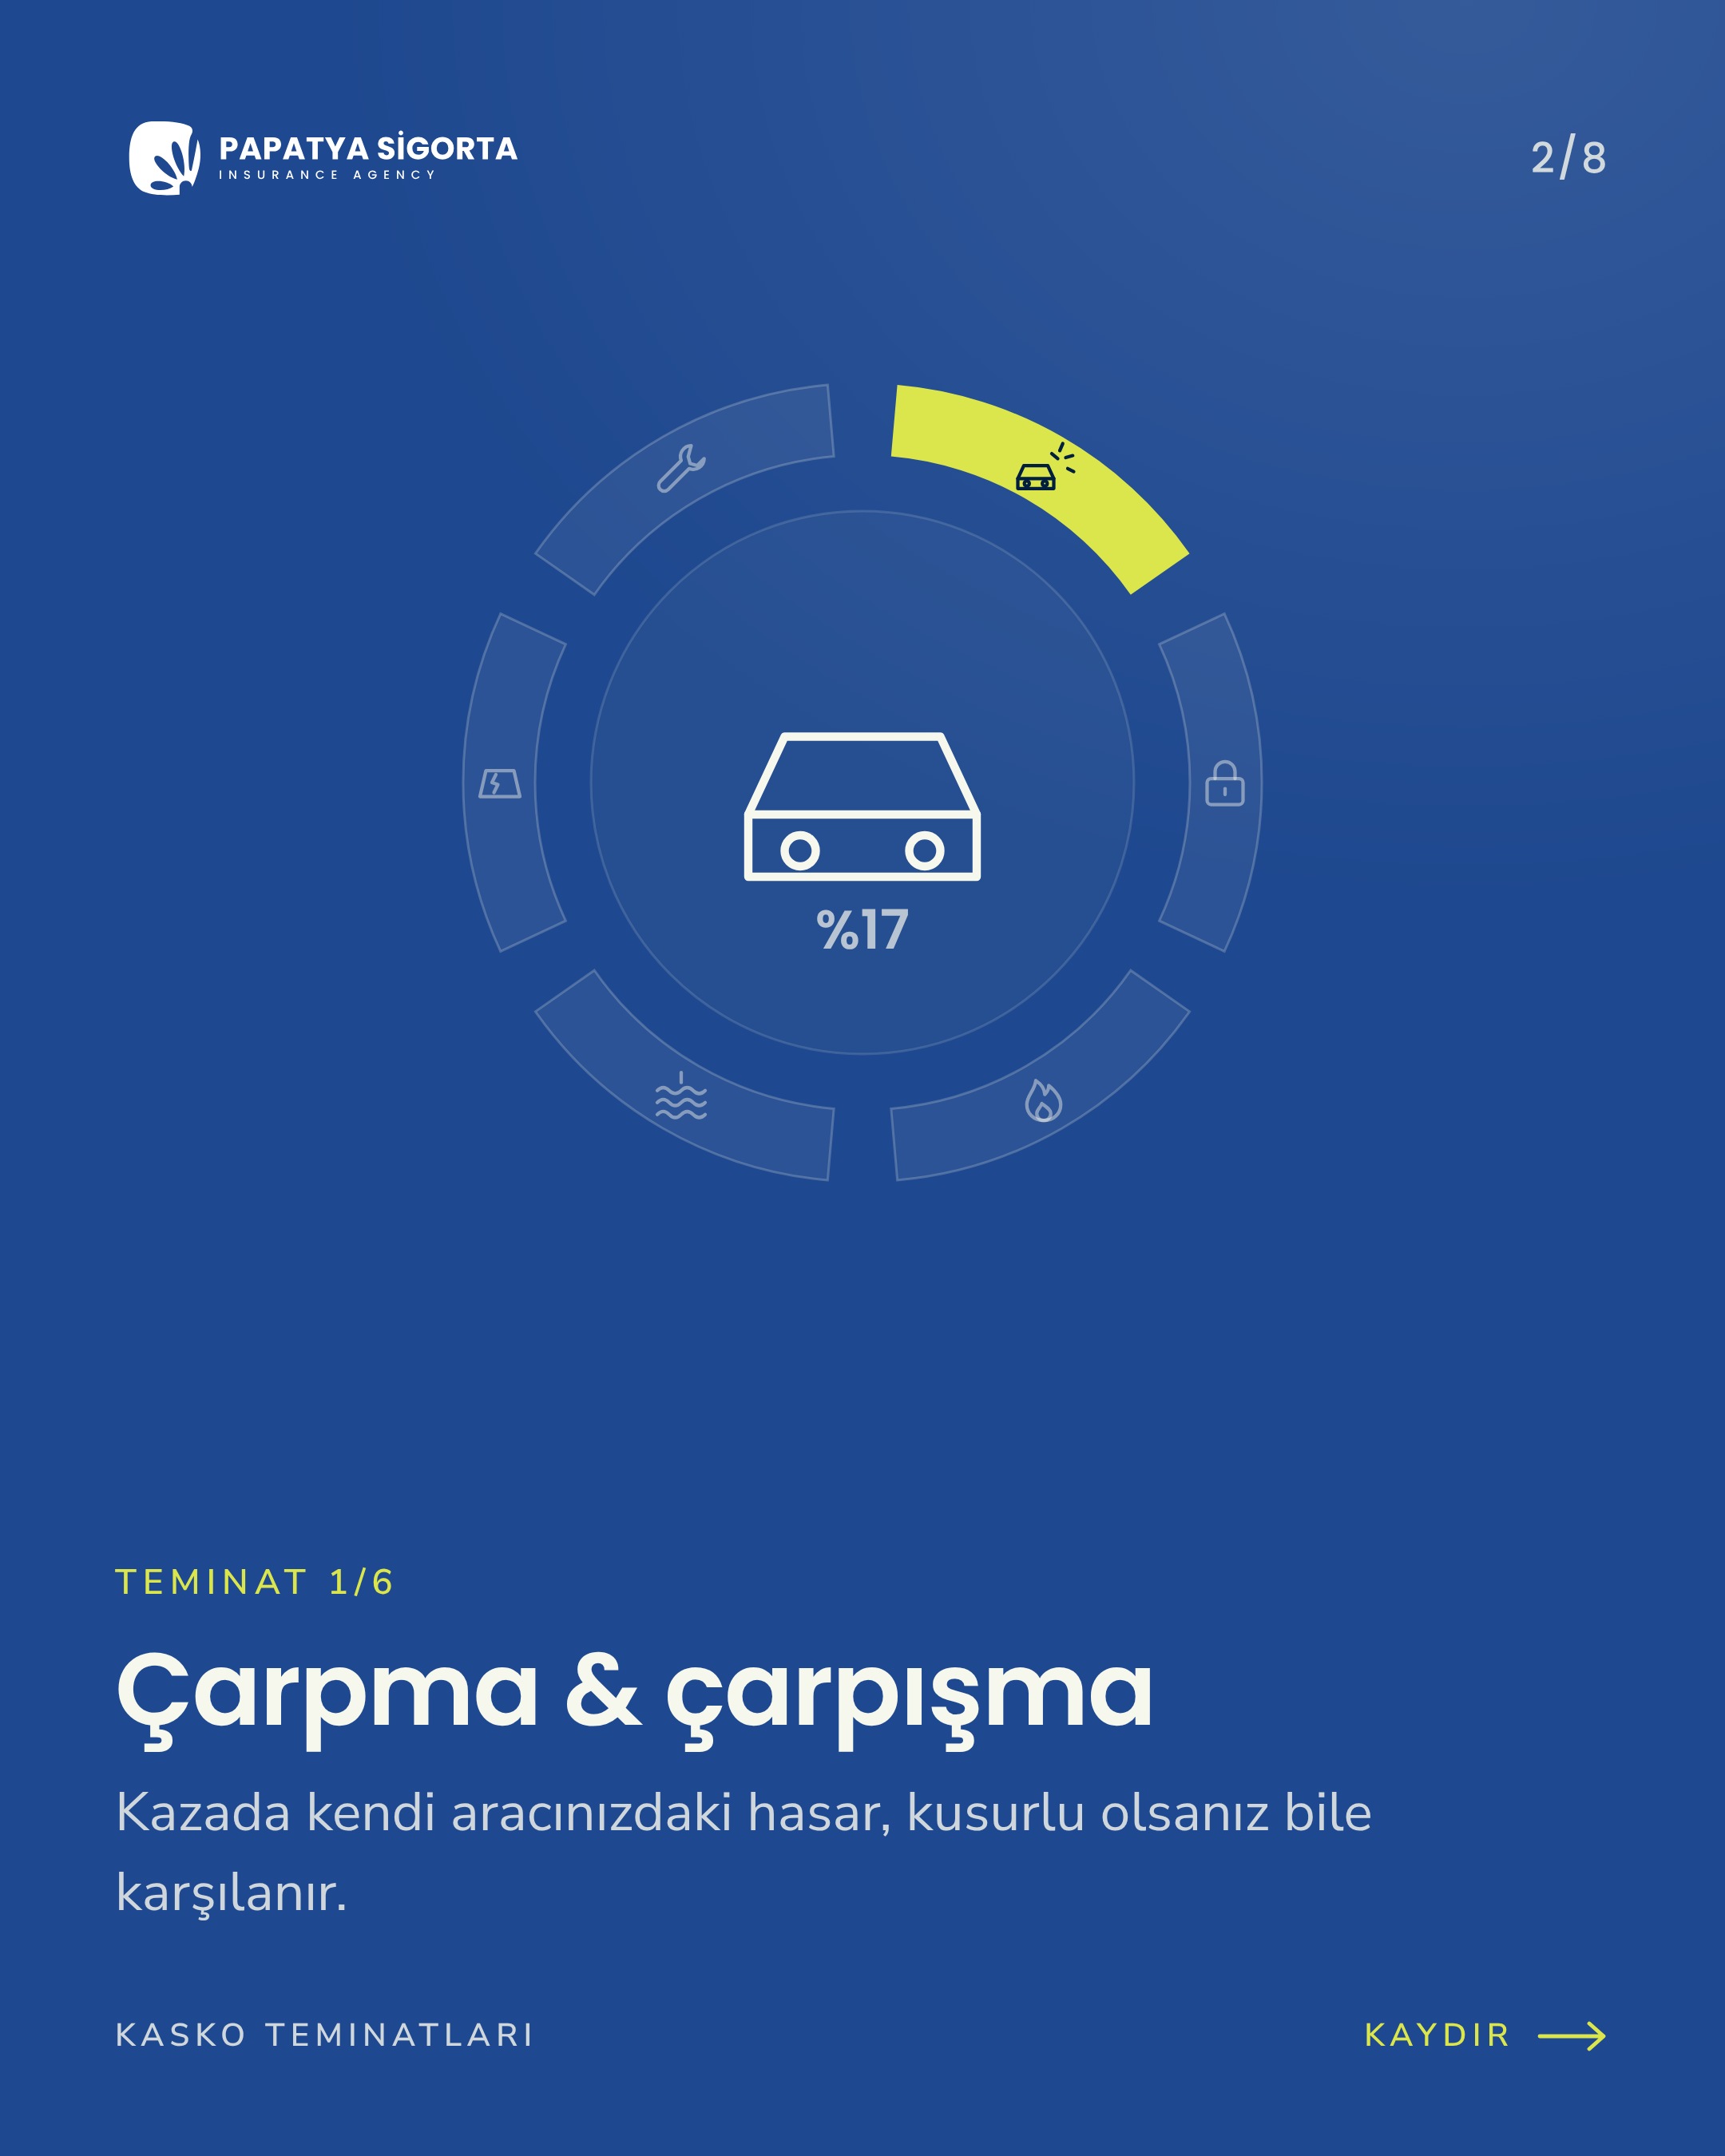 PAPATYA SİGORTA
INSURANCE AGENCY
2/8
%17
TEMINAT 1/6
Çarpma & çarpışma
Kazada kendi aracınızdaki hasar, kusurlu olsanız bile
karşılanır.
KASKO TEMINATLARI
KAYDIR